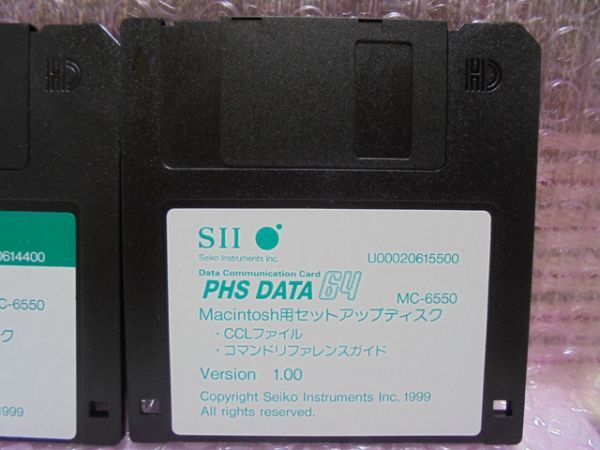 HD
HD
0614400
C-6550
ク
1999
SII
Seiko Instruments Inc.
U00020615500
Data Communication Card
PHS DATA 64
MC-6550
Macintosh用セットアップディスク
・CCLファイル
・コマンドリファレンスガイド
Version 1.00
Copyright Seiko Instruments Inc. 1999
All rights reserved.